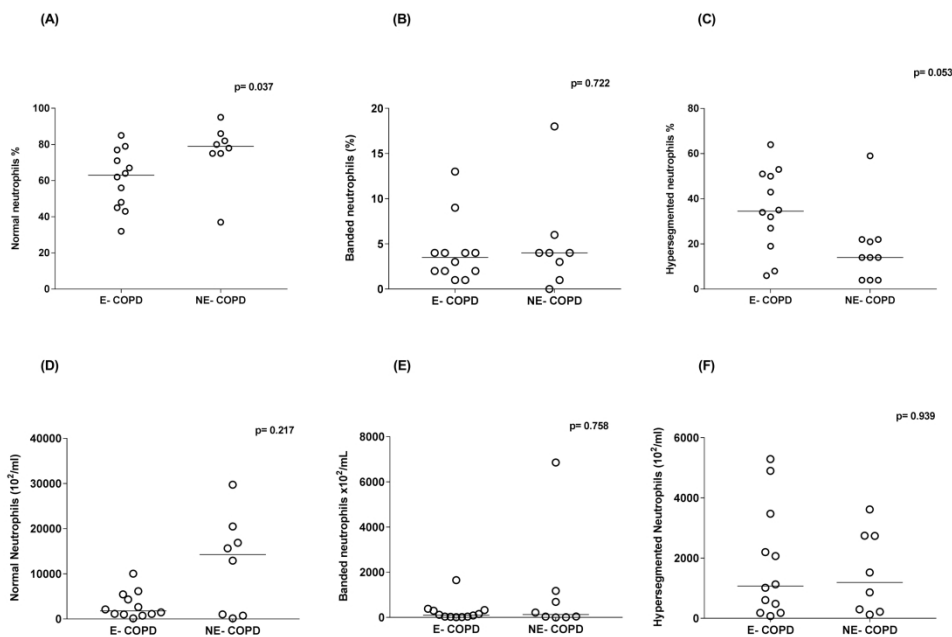 (A)
p= 0.037
Normal neutrophils %
100
80
60
40
20
0
E- COPD
NE- COPD
(B)
p= 0.722
Banded neutrophils (%)
20
15
10
5
0
E- COPD
NE- COPD
(C)
p= 0.053
Hypersegmented neutrophils %
80
60
40
20
0
E- COPD
NE- COPD
(D)
p= 0.217
Normal Neutrophils (10²/ml)
40000
30000
20000
10000
0
E- COPD
NE- COPD
(E)
p= 0.758
Banded neutrophils x10²/mL
8000
6000
4000
2000
0
E- COPD
NE- COPD
(F)
p= 0.939
Hypersegmented Neutrophils (10²/ml)
6000
4000
2000
0
E- COPD
NE- COPD